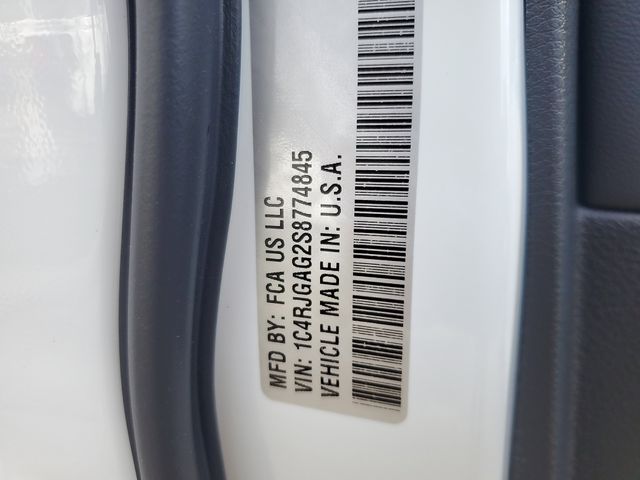 MFD BY: FCA US LLC
VIN: 1C4RJGAG2S8774845
VEHICLE MADE IN: U.S.A.